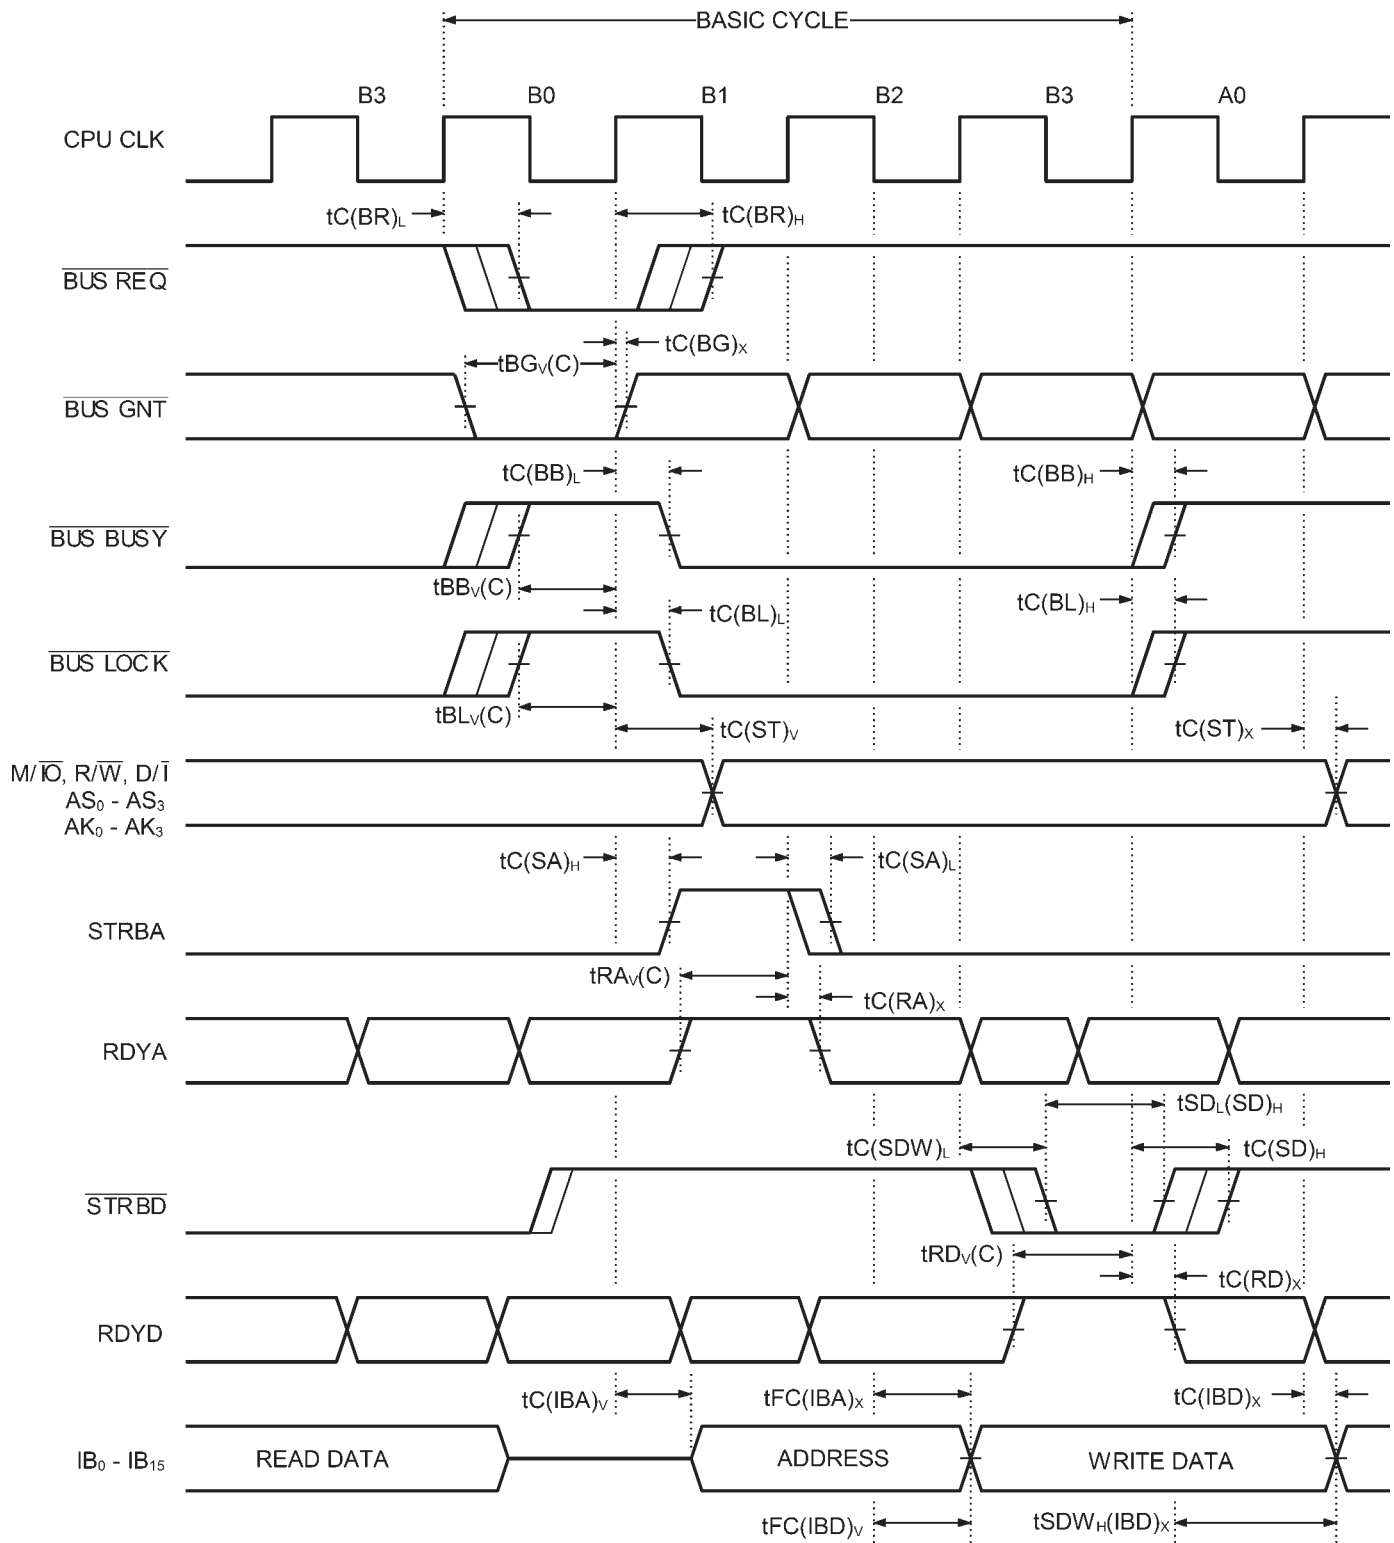 BASIC CYCLE
B3 B0 B1 B2 B3 A0
CPU CLK
tC(BR)L tC(BR)H
BUS REQ
tC(BG)X
tBGV(C)
BUS GNT
tC(BB)L tC(BB)H
BUS BUSY
tBBV(C)
tC(BL)L tC(BL)H
BUS LOCK
tBLV(C)
tC(ST)V tC(ST)X
M/IO, R/W, D/I
AS0 - AS3
AK0 - AK3
tC(SA)H tC(SA)L
STRBA
tRAV(C)
tC(RA)X
RDYA
tSDL(SD)H
tC(SDW)L tC(SD)H
STRBD
tRDV(C)
tC(RD)X
RDYD
tC(IBA)V tFC(IBA)X tC(IBD)X
IB0 - IB15 READ DATA ADDRESS WRITE DATA
tFC(IBD)V tSDWH(IBD)X